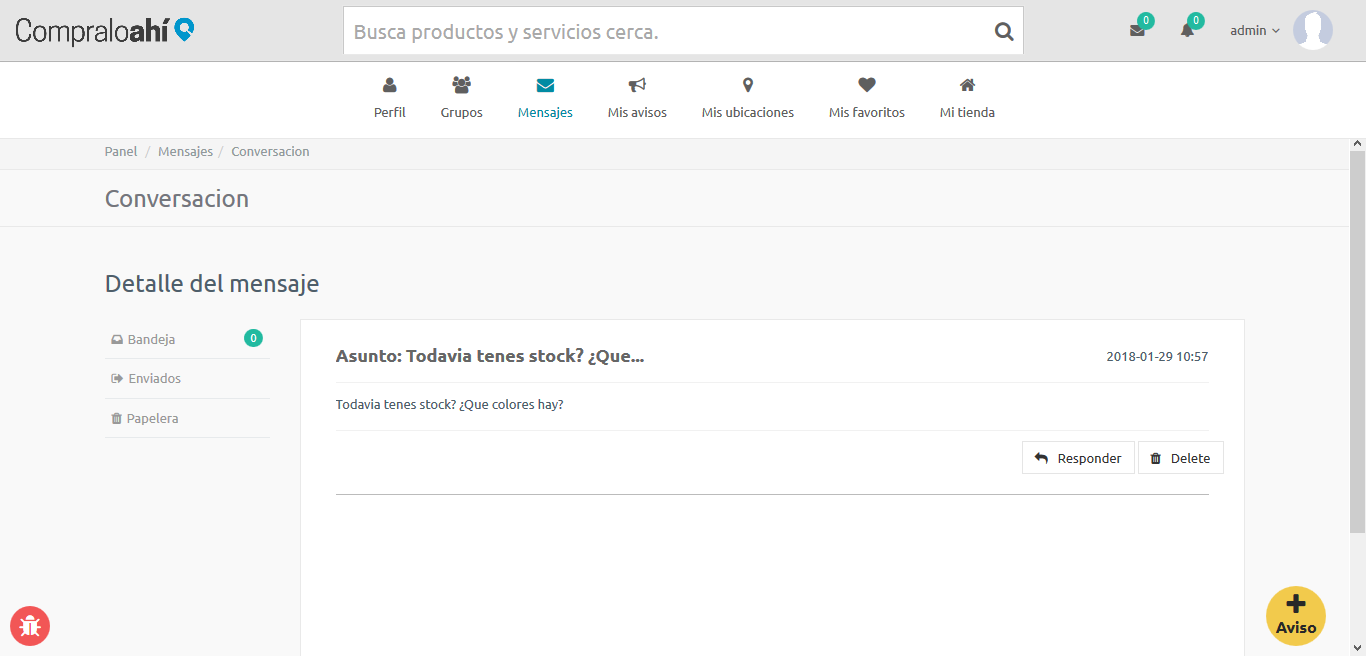 Compraloahí
Busca productos y servicios cerca.
0
0
admin
Perfil
Grupos
Mensajes
Mis avisos
Mis ubicaciones
Mis favoritos
Mi tienda
Panel / Mensajes / Conversacion
Conversacion
Detalle del mensaje
Bandeja 0
Enviados
Papelera
Asunto: Todavia tenes stock? ¿Que... 2018-01-29 10:57
Todavia tenes stock? ¿Que colores hay?
Responder
Delete
Aviso